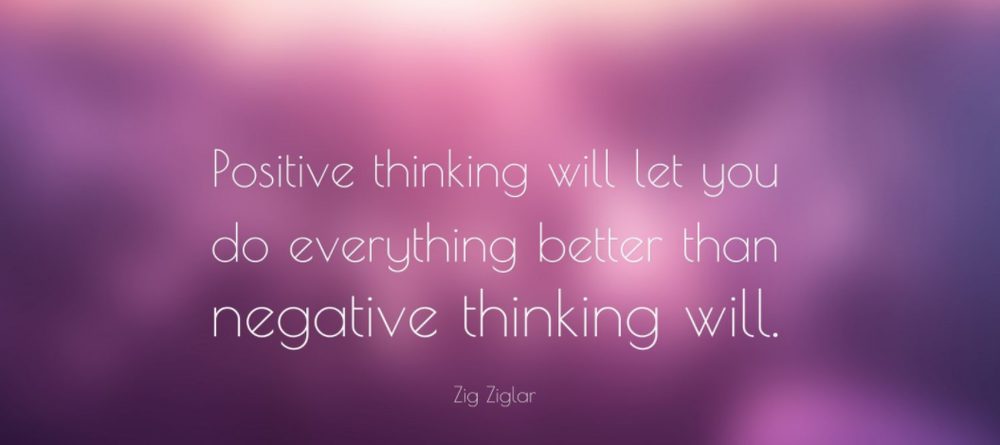 Positive thinking will let you
do everything better than
negative thinking will.
Zig Ziglar